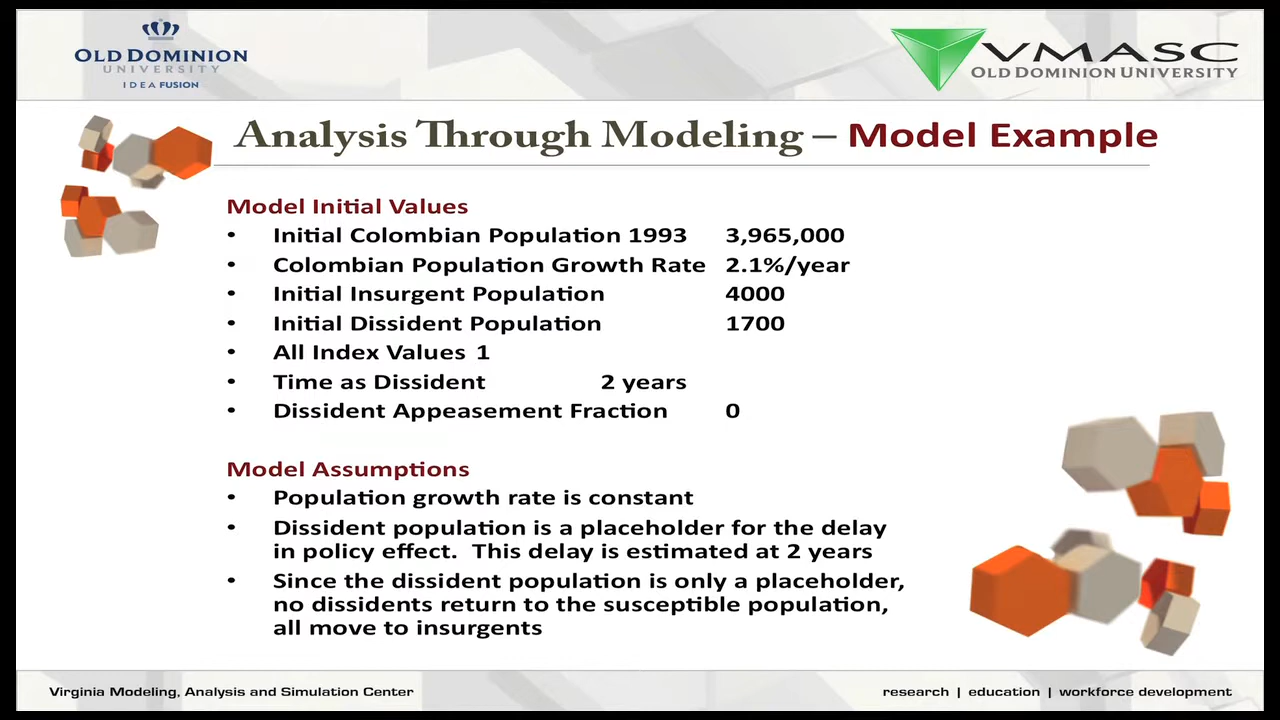 OLD DOMINION
UNIVERSITY
IDEA FUSION
VMASC
OLD DOMINION UNIVERSITY
Analysis Through Modeling – Model Example
Model Initial Values
• Initial Colombian Population 1993 3,965,000
• Colombian Population Growth Rate 2.1%/year
• Initial Insurgent Population 4000
• Initial Dissident Population 1700
• All Index Values 1
• Time as Dissident 2 years
• Dissident Appeasement Fraction 0
Model Assumptions
• Population growth rate is constant
• Dissident population is a placeholder for the delay
in policy effect. This delay is estimated at 2 years
• Since the dissident population is only a placeholder,
no dissidents return to the susceptible population,
all move to insurgents
Virginia Modeling, Analysis and Simulation Center
research | education | workforce development